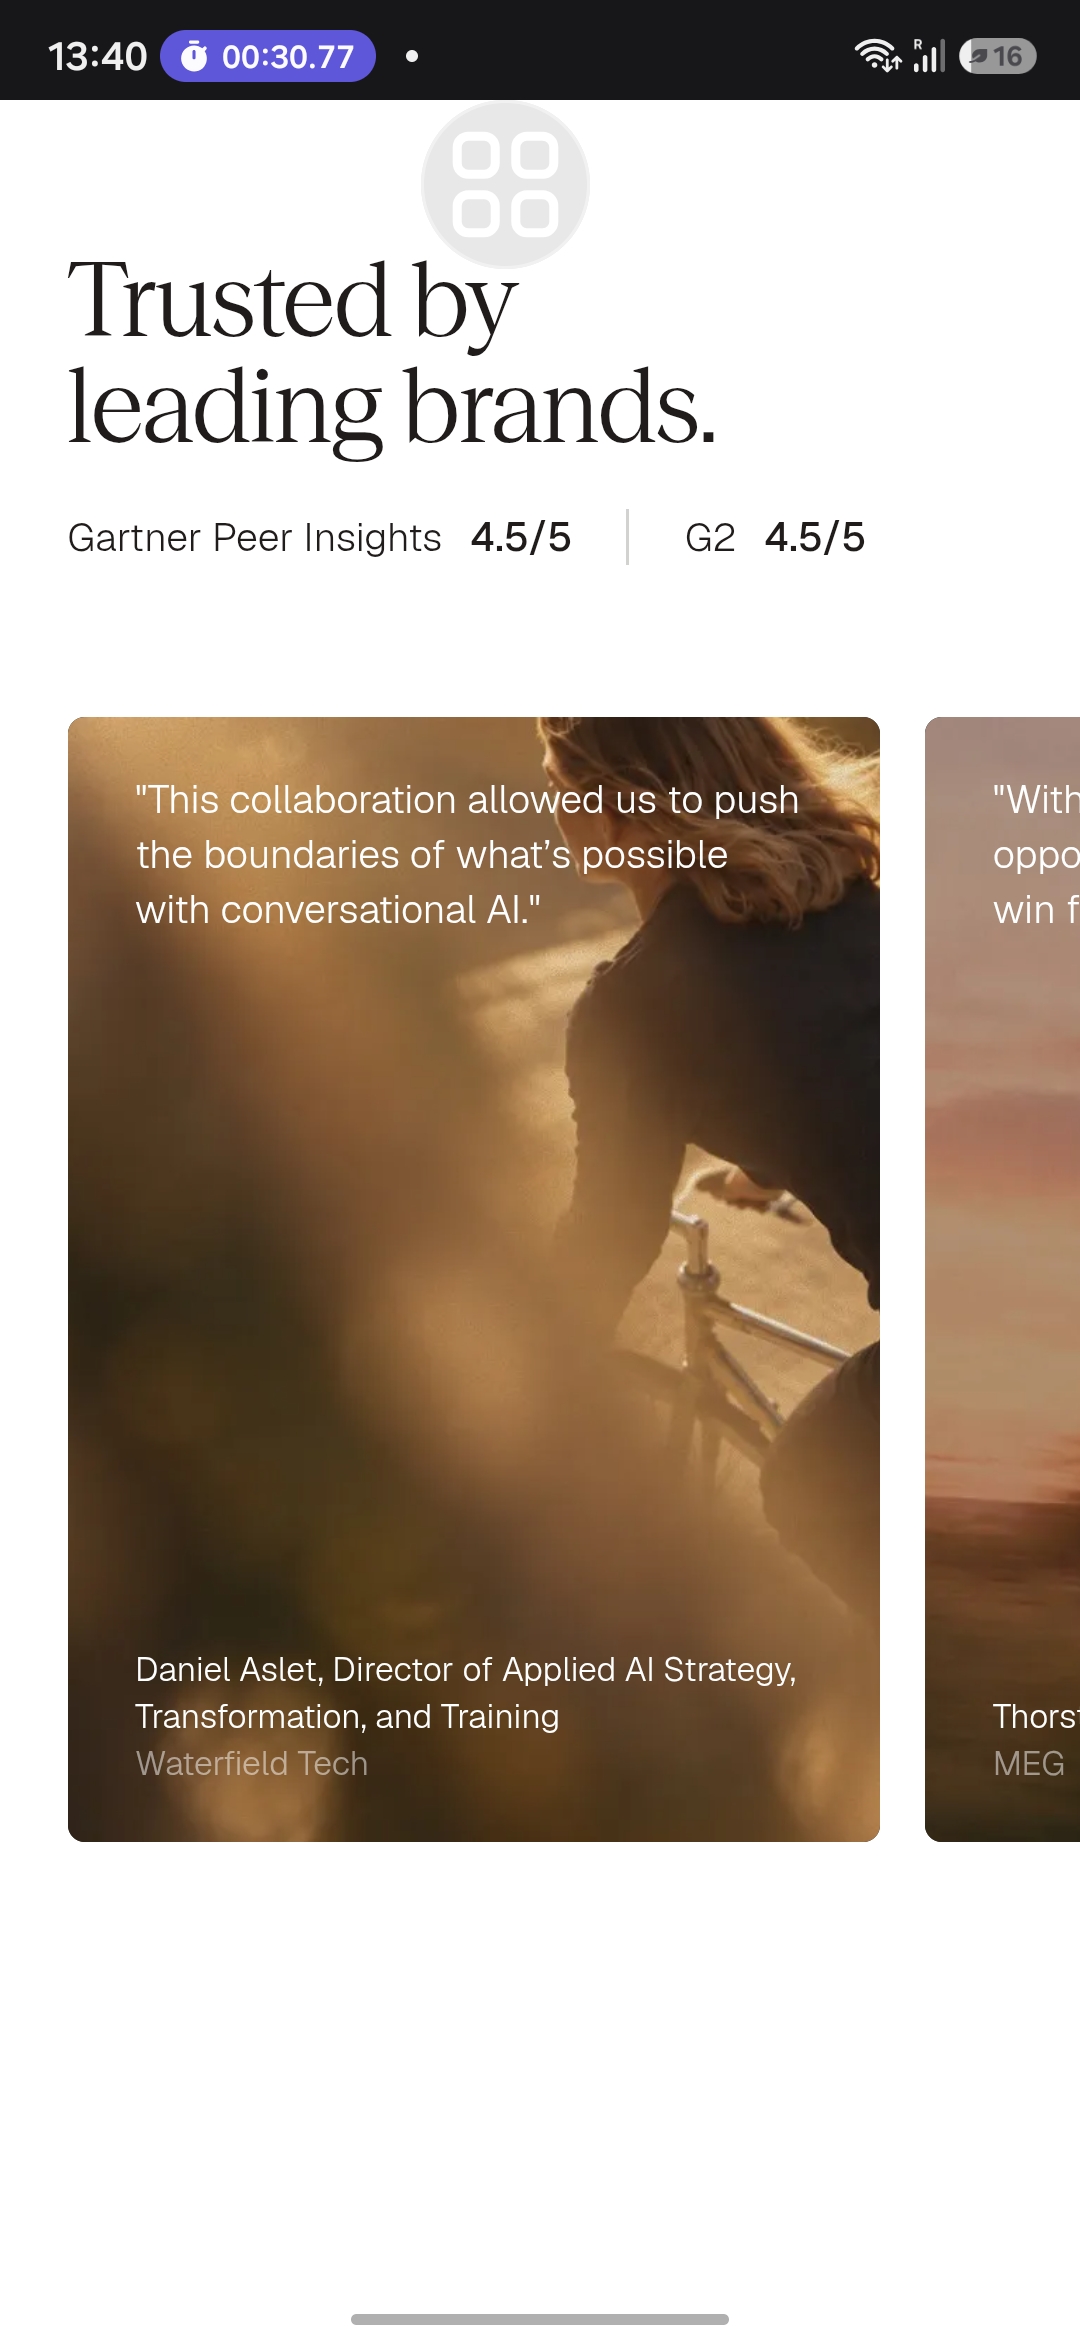 13:40 00:30.77 R 16
Trusted by
leading brands.
Gartner Peer Insights 4.5/5 G2 4.5/5
"This collaboration allowed us to push
the boundaries of what’s possible
with conversational AI."
Daniel Aslet, Director of Applied AI Strategy,
Transformation, and Training
Waterfield Tech
"With
win
MEG